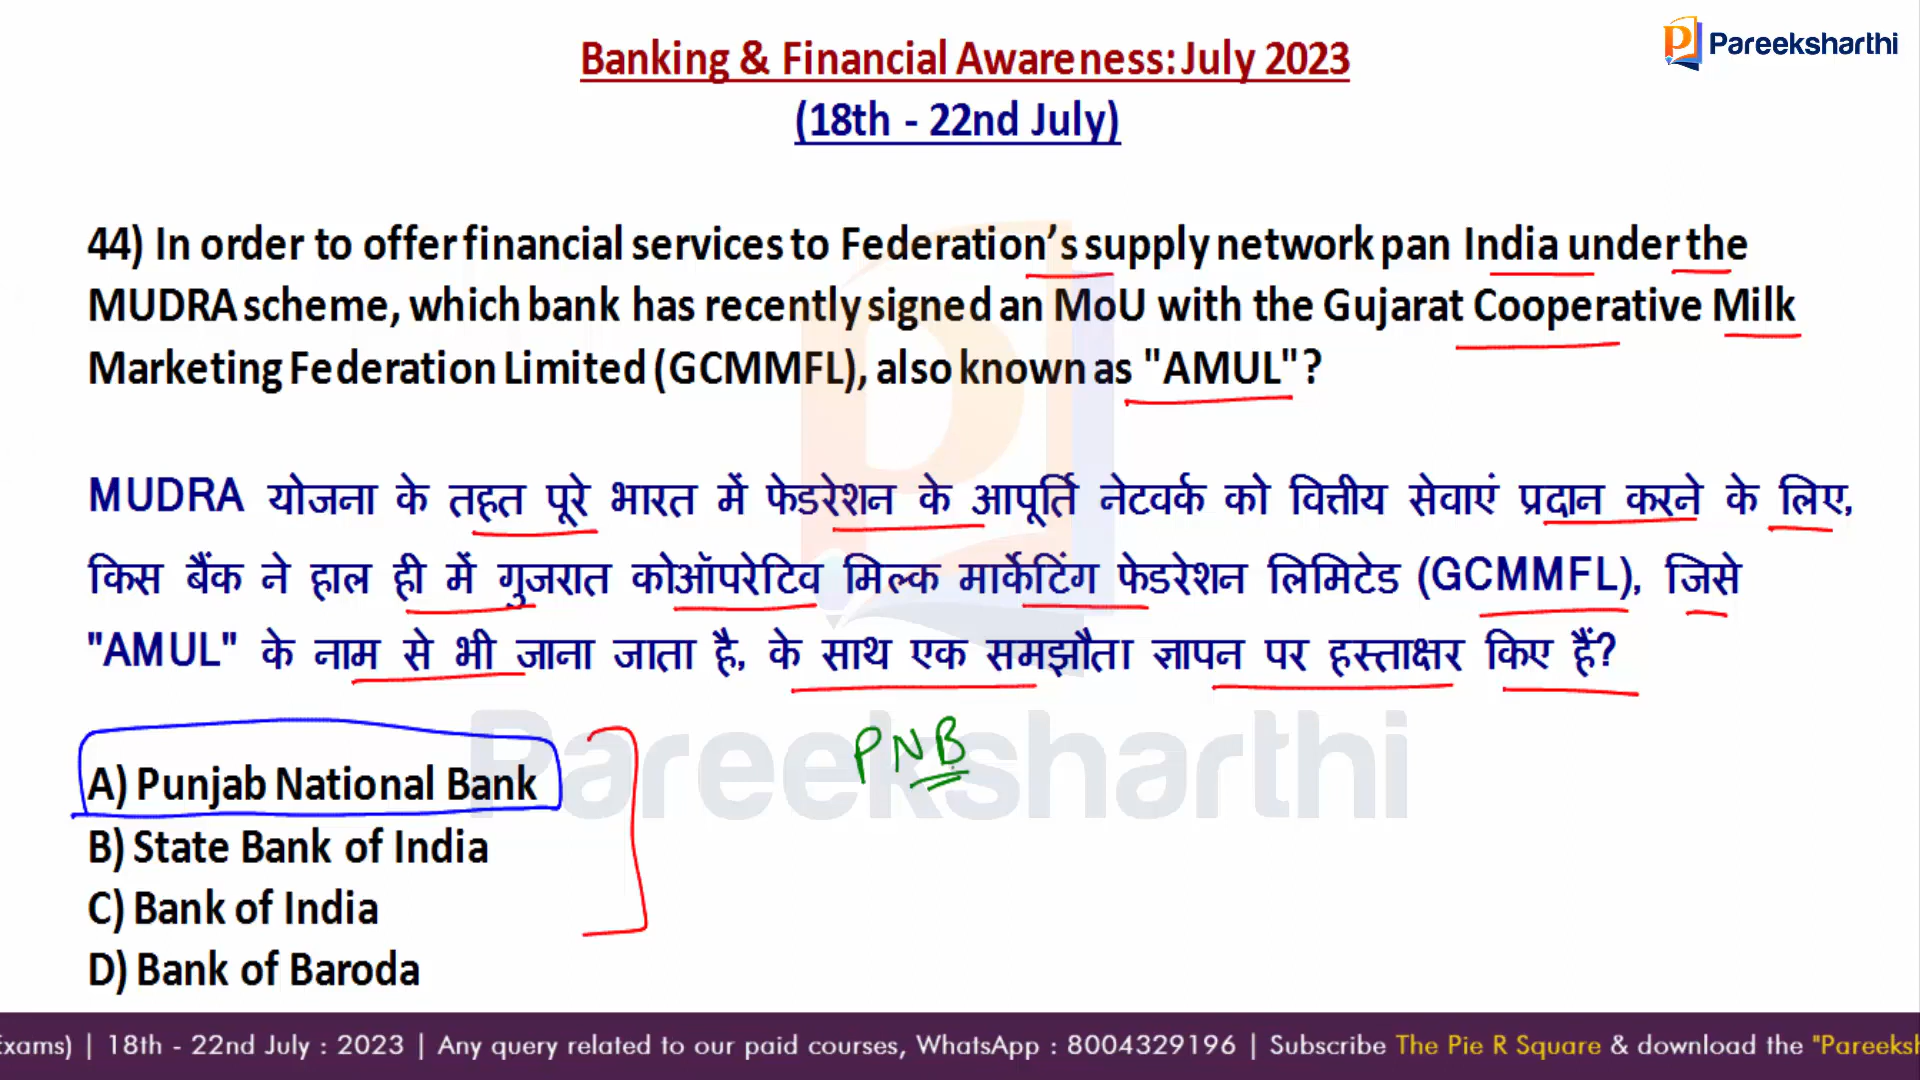 Pareeksharthi
Banking & Financial Awareness: July 2023
(18th - 22nd July)
44) In order to offer financial services to Federation's supply network pan India under the
MUDRA scheme, which bank has recently signed an MoU with the Gujarat Cooperative Milk
Marketing Federation Limited (GCMMFL), also known as "AMUL"?
MUDRA योजना के तहत पूरे भारत में फेडरेशन के आपूर्ति नेटवर्क को वित्तीय सेवाएं प्रदान करने के लिए,
किस बैंक ने हाल ही में गुजरात कोऑपरेटिव मिल्क मार्केटिंग फेडरेशन लिमिटेड (GCMMFL), जिसे
"AMUL" के नाम से भी जाना जाता है, के साथ एक समझौता ज्ञापन पर हस्ताक्षर किए हैं?
Pareeksharthi
PNB
A) Punjab National Bank
B) State Bank of India
C) Bank of India
D) Bank of Baroda
Exams) | 18th - 22nd July : 2023 | Any query related to our paid courses, WhatsApp : 8004329196 | Subscribe The Pie R Square & download the "Pareeksh